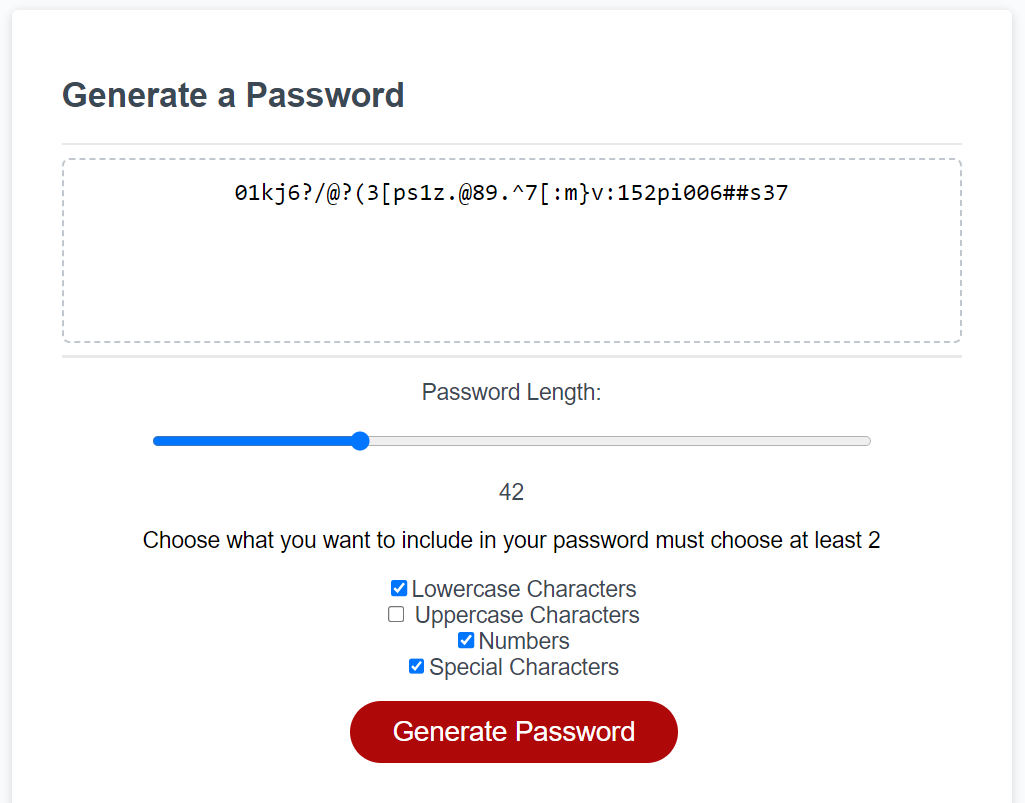 Generate a Password
01kj6?/@?(3[ps1z.@89.^7[:m}v:152pi006##s37
Password Length:
42
Choose what you want to include in your password must choose at least 2
Lowercase Characters
Uppercase Characters
Numbers
Special Characters
Generate Password